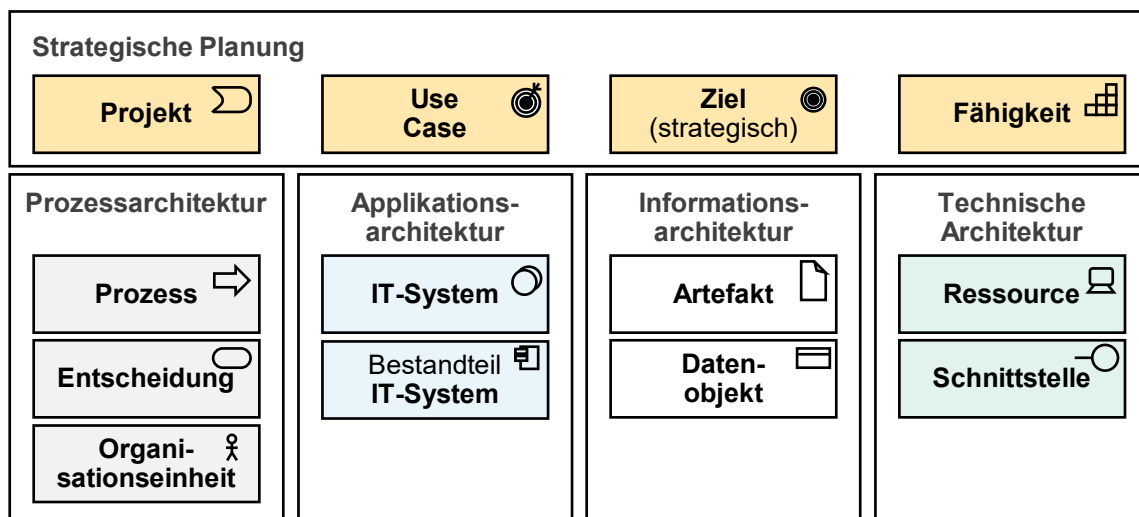 Strategische Planung
Projekt
Use
Case
Ziel
(strategisch)
Fähigkeit
Prozessarchitektur
Prozess
Entscheidung
Organi-
sationseinheit
Applikations-
architektur
IT-System
Bestandteil
IT-System
Informations-
architektur
Artefakt
Daten-
objekt
Technische
Architektur
Ressource
Schnittstelle